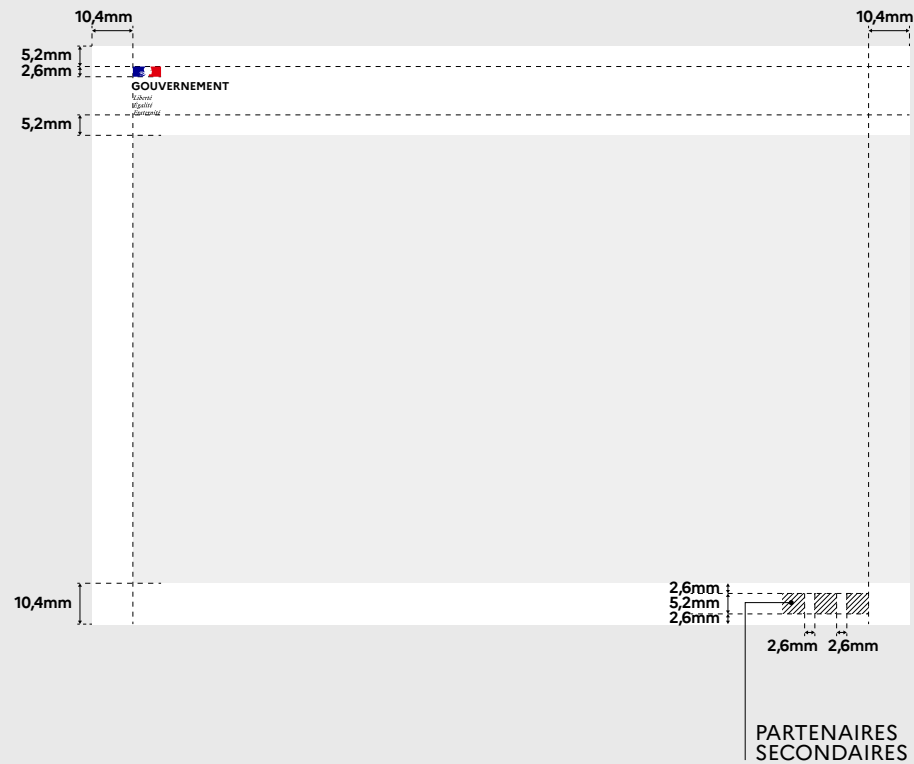 10,4mm
10,4mm
5,2mm
2,6mm
GOUVERNEMENT
Liberté
Égalité
Fraternité
5,2mm
10,4mm
2,6mm
5,2mm
2,6mm
2,6mm
2,6mm
PARTENAIRES
SECONDAIRES